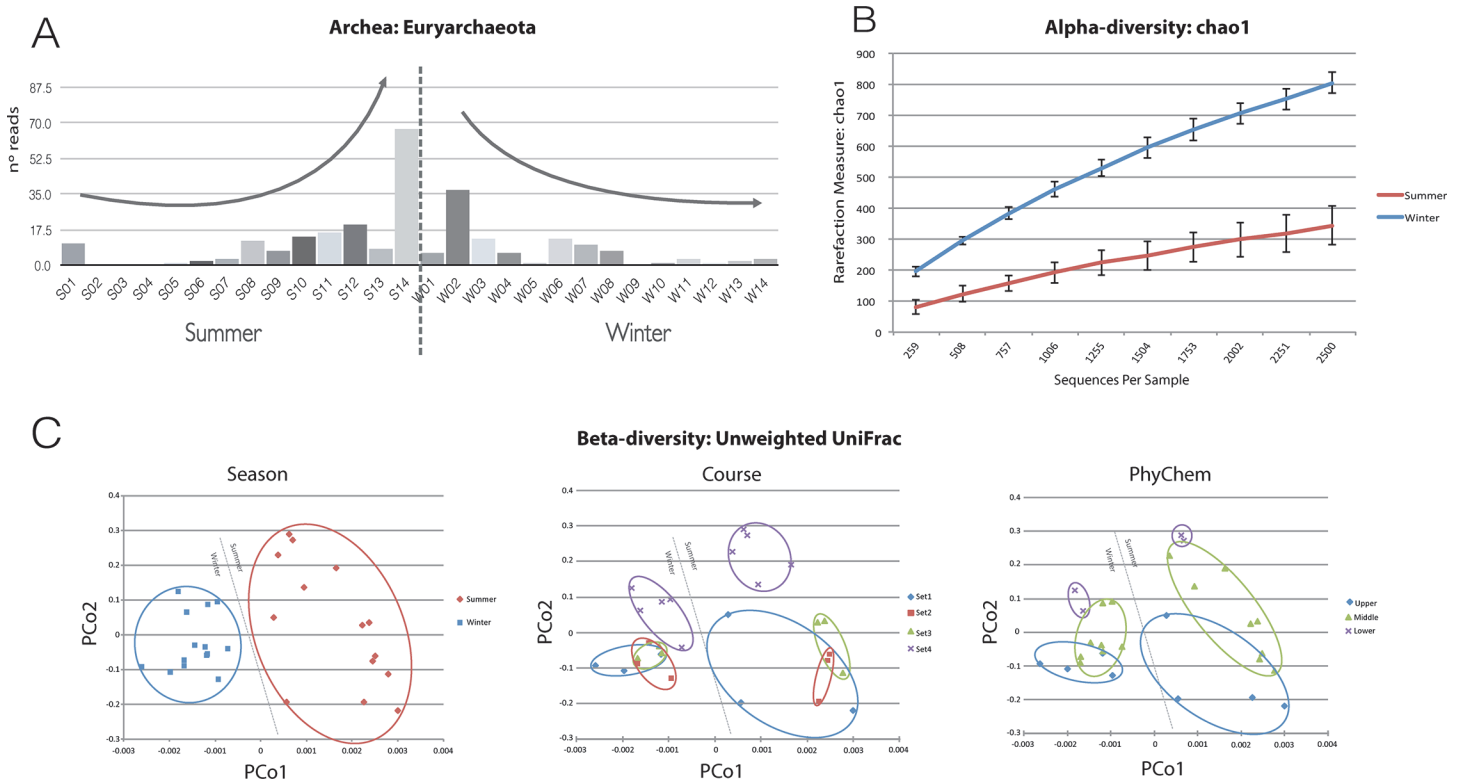 A
Archea: Euryarchaeota
n° reads
87.5
70.0
52.5
35.0
17.5
0.0
S01 S02 S03 S04 S05 S06 S07 S08 S09 S10 S11 S12 S13 S14 W01 W02 W03 W04 W05 W06 W07 W08 W09 W10 W11 W12 W13 W14
Summer Winter
B
Alpha-diversity: chao1
Rarefaction Measure: chao1
900
800
700
600
500
400
300
200
100
0
259 508 757 1006 1255 1504 1753 2002 2251 2500
Sequences Per Sample
Summer
Winter
C
Beta-diversity: Unweighted UniFrac
Season
PCo2
0.4
0.3
0.2
0.1
0
-0.1
-0.2
-0.3
-0.003 -0.002 -0.001 0 0.001 0.002 0.003 0.004
PCo1
Winter
Summer
Summer
Winter
Course
PCo2
0.4
0.3
0.2
0.1
0
-0.1
-0.2
-0.3
-0.003 -0.002 -0.001 0 0.001 0.002 0.003 0.004
PCo1
Winter
Summer
Set1
Set2
Set3
Set4
PhyChem
PCo2
0.4
0.3
0.2
0.1
0
-0.1
-0.2
-0.3
-0.003 -0.002 -0.001 0 0.001 0.002 0.003 0.004
PCo1
Winter
Summer
Upper
Middle
Lower